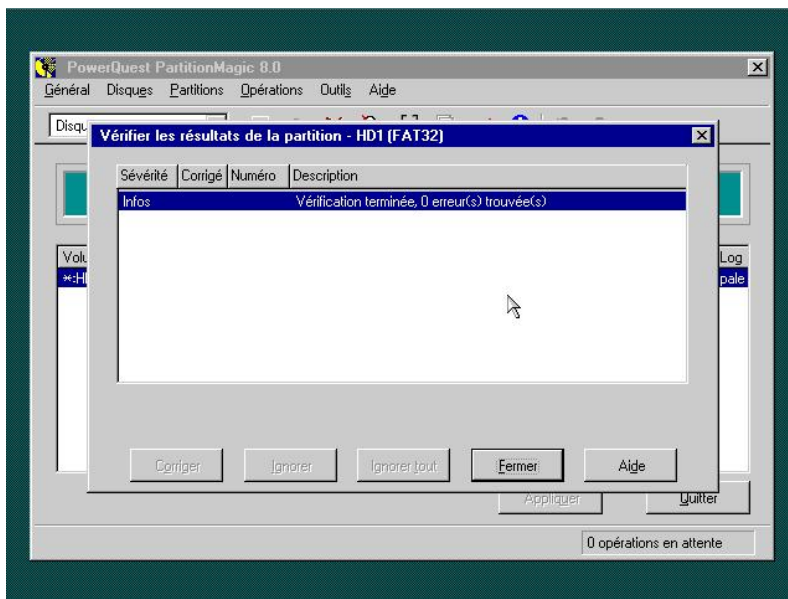 PowerQuest PartitionMagic 8.0
Général Disques Partitions Opérations Outils Aide
Disqu
Vérifier les résultats de la partition - HD1 (FAT32)
Sévérité Corrigé Numéro Description
Infos Vérification terminée, 0 erreur(s) trouvée(s)
Volu Log
*:H pale
Corriger Ignorer Ignorer tout Fermer Aide
Appliquer Quitter
0 opérations en attente